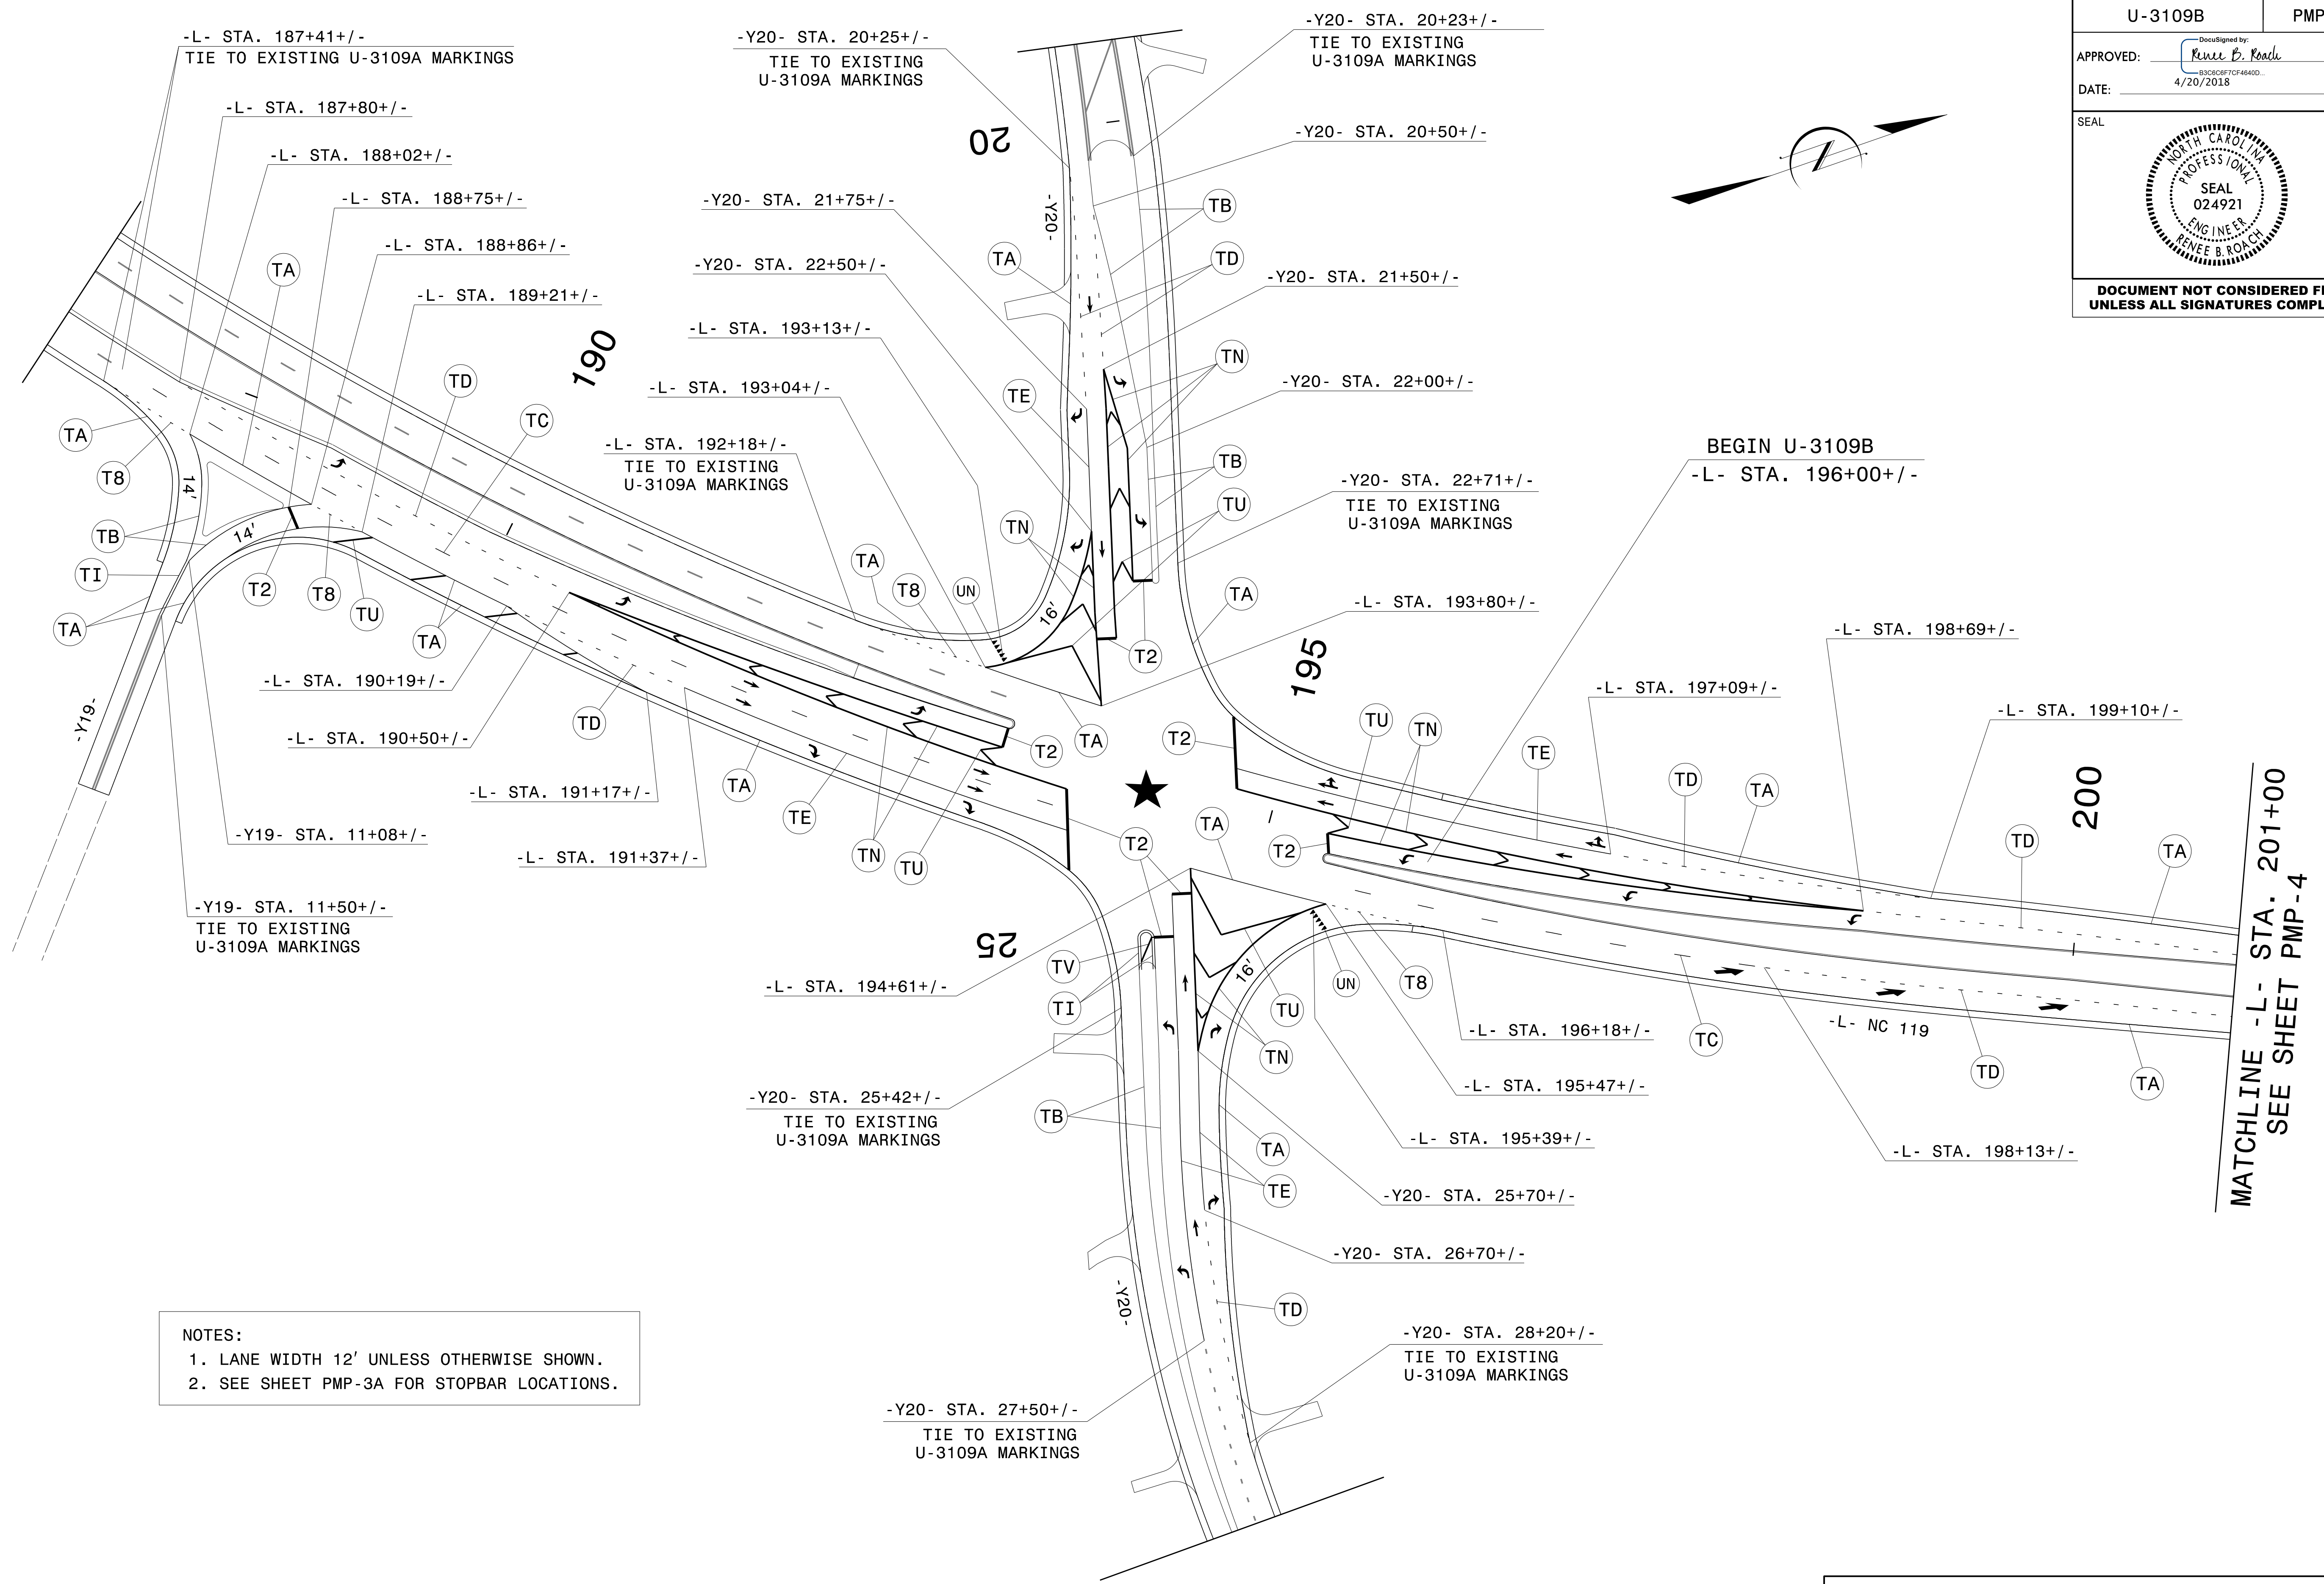 -L- STA. 187+41+/-
TIE TO EXISTING U-3109A MARKINGS
-L- STA. 187+80+/-
-L- STA. 188+02+/-
-L- STA. 188+75+/-
-L- STA. 188+86+/-
-L- STA. 189+21+/-
190
TA
TD
TC
TA
T8
14'
14'
TB
TI
TA
T2
T8
TU
TA
-Y19-
-L- STA. 190+19+/-
-L- STA. 190+50+/-
TD
-L- STA. 191+17+/-
-Y19- STA. 11+08+/-
-L- STA. 191+37+/-
-Y19- STA. 11+50+/-
TIE TO EXISTING
U-3109A MARKINGS
-Y20- STA. 20+25+/-
TIE TO EXISTING
U-3109A MARKINGS
20
-Y20- STA. 21+75+/-
-Y20-
TA
-Y20- STA. 22+50+/-
-L- STA. 193+13+/-
-L- STA. 193+04+/-
TE
-L- STA. 192+18+/-
TIE TO EXISTING
U-3109A MARKINGS
TN
TA
T8
UN
16'
-Y20- STA. 20+23+/-
TIE TO EXISTING
U-3109A MARKINGS
-Y20- STA. 20+50+/-
TB
TD
-Y20- STA. 21+50+/-
TN
-Y20- STA. 22+00+/-
TB
TU
-Y20- STA. 22+71+/-
TIE TO EXISTING
U-3109A MARKINGS
TA
T2
-L- STA. 193+80+/-
TA
TE
TN
TU
T2
TA
T2
195
BEGIN U-3109B
-L- STA. 196+00+/-
-L- STA. 198+69+/-
-L- STA. 197+09+/-
-L- STA. 199+10+/-
TU
TN
TE
TD
TA
200
TD
TA
T2
TA
T2
25
TV
TI
-L- STA. 194+61+/-
16'
UN
T8
TU
TN
-L- STA. 196+18+/-
TC
-L- NC 119
TD
TA
-L- STA. 195+47+/-
-L- STA. 195+39+/-
-L- STA. 198+13+/-
-Y20- STA. 25+42+/-
TIE TO EXISTING
U-3109A MARKINGS
TB
TA
TE
-Y20- STA. 25+70+/-
-Y20- STA. 26+70+/-
-Y20-
TD
-Y20- STA. 28+20+/-
TIE TO EXISTING
U-3109A MARKINGS
-Y20- STA. 27+50+/-
TIE TO EXISTING
U-3109A MARKINGS
MATCHLINE -L- STA. 201+00
SEE SHEET PMP-4
NOTES:
1. LANE WIDTH 12' UNLESS OTHERWISE SHOWN.
2. SEE SHEET PMP-3A FOR STOPBAR LOCATIONS.
U-3109B PMP
APPROVED:
DocuSigned by:
Renee B. Roach
B3C6C6F7CF4640D...
DATE: 4/20/2018
SEAL
NORTH CAROLINA
PROFESSIONAL
SEAL
024921
ENGINEER
RENEE B. ROACH
DOCUMENT NOT CONSIDERED
UNLESS ALL SIGNATURES